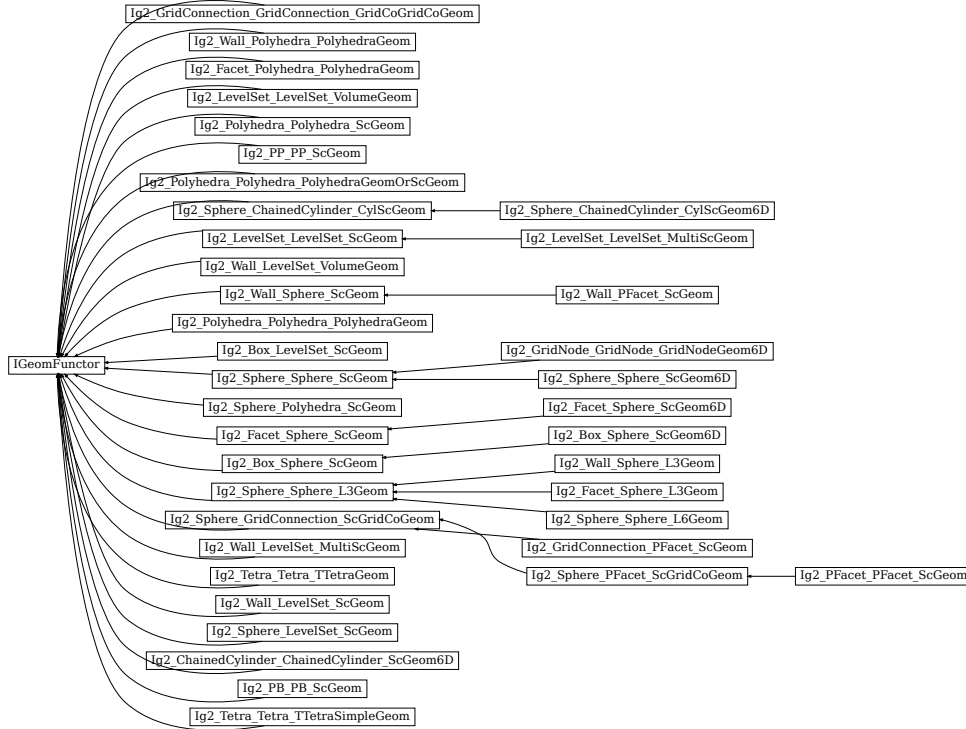 Ig2_GridConnection_GridConnection_GridCoGridCoGeom
Ig2_Wall_Polyhedra_PolyhedraGeom
Ig2_Facet_Polyhedra_PolyhedraGeom
Ig2_LevelSet_LevelSet_VolumeGeom
Ig2_Polyhedra_Polyhedra_ScGeom
Ig2_PP_PP_ScGeom
Ig2_Polyhedra_Polyhedra_PolyhedraGeomOrScGeom
Ig2_Sphere_ChainedCylinder_CylScGeom
Ig2_Sphere_ChainedCylinder_CylScGeom6D
Ig2_LevelSet_LevelSet_ScGeom
Ig2_LevelSet_LevelSet_MultiScGeom
Ig2_Wall_LevelSet_VolumeGeom
Ig2_Wall_Sphere_ScGeom
Ig2_Wall_PFacet_ScGeom
Ig2_Polyhedra_Polyhedra_PolyhedraGeom
Ig2_Box_LevelSet_ScGeom
Ig2_GridNode_GridNode_GridNodeGeom6D
IGeomFunctor
Ig2_Sphere_Sphere_ScGeom
Ig2_Sphere_Sphere_ScGeom6D
Ig2_Sphere_Polyhedra_ScGeom
Ig2_Facet_Sphere_ScGeom6D
Ig2_Facet_Sphere_ScGeom
Ig2_Box_Sphere_ScGeom6D
Ig2_Box_Sphere_ScGeom
Ig2_Wall_Sphere_L3Geom
Ig2_Sphere_Sphere_L3Geom
Ig2_Facet_Sphere_L3Geom
Ig2_Sphere_GridConnection_ScGridCoGeom
Ig2_Sphere_Sphere_L6Geom
Ig2_Wall_LevelSet_MultiScGeom
Ig2_GridConnection_PFacet_ScGeom
Ig2_Tetra_Tetra_TTetraGeom
Ig2_Sphere_PFacet_ScGridCoGeom
Ig2_PFacet_PFacet_ScGeom
Ig2_Wall_LevelSet_ScGeom
Ig2_Sphere_LevelSet_ScGeom
Ig2_ChainedCylinder_ChainedCylinder_ScGeom6D
Ig2_PB_PB_ScGeom
Ig2_Tetra_Tetra_TTetraSimpleGeom